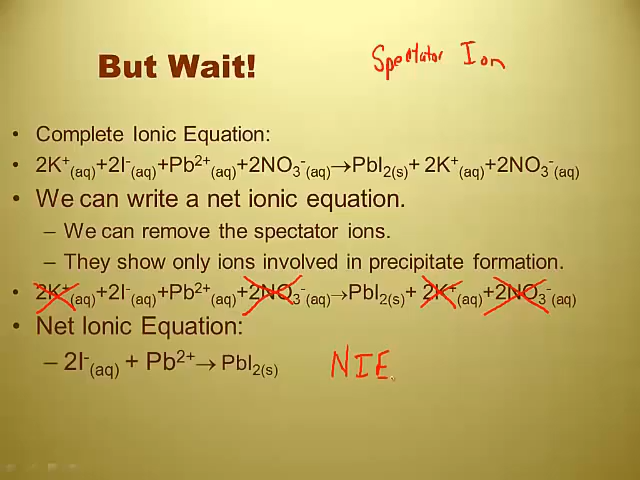 But Wait!
Spectator Ion
• Complete Ionic Equation:
• 2K⁺(aq)+2I⁻(aq)+Pb²⁺(aq)+2NO₃⁻(aq)→PbI₂(s)+ 2K⁺(aq)+2NO₃⁻(aq)
• We can write a net ionic equation.
– We can remove the spectator ions.
– They show only ions involved in precipitate formation.
• 2K⁺(aq)+2I⁻(aq)+Pb²⁺(aq)+2NO₃⁻(aq)→PbI₂(s)+ 2K⁺(aq)+2NO₃⁻(aq)
• Net Ionic Equation:
– 2I⁻(aq) + Pb²⁺→ PbI₂(s)
NIE